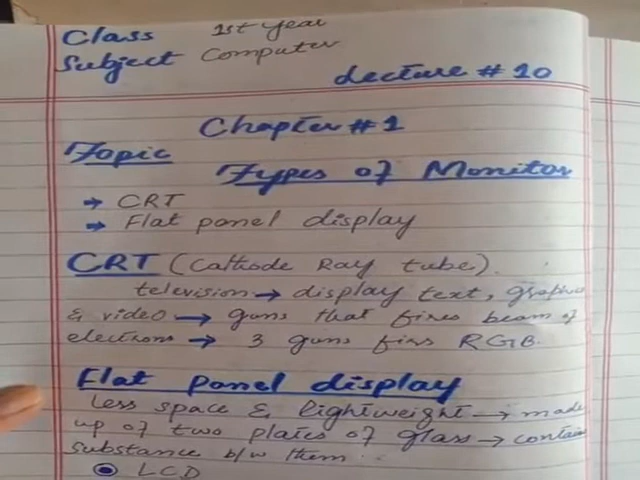 Class 1st year
Subject Computer
Lecture # 10
Chapter # 1
Topic
Types of Monitor
→ CRT
→ Flat panel display
CRT (Cathode Ray tube).
television → display text, graphics
& video → guns that fires beam of
electrons → 3 guns fires RGB.
Flat panel display
Less space & lightweight → made
up of two plates of glass → contain
substance b/w them
LCD